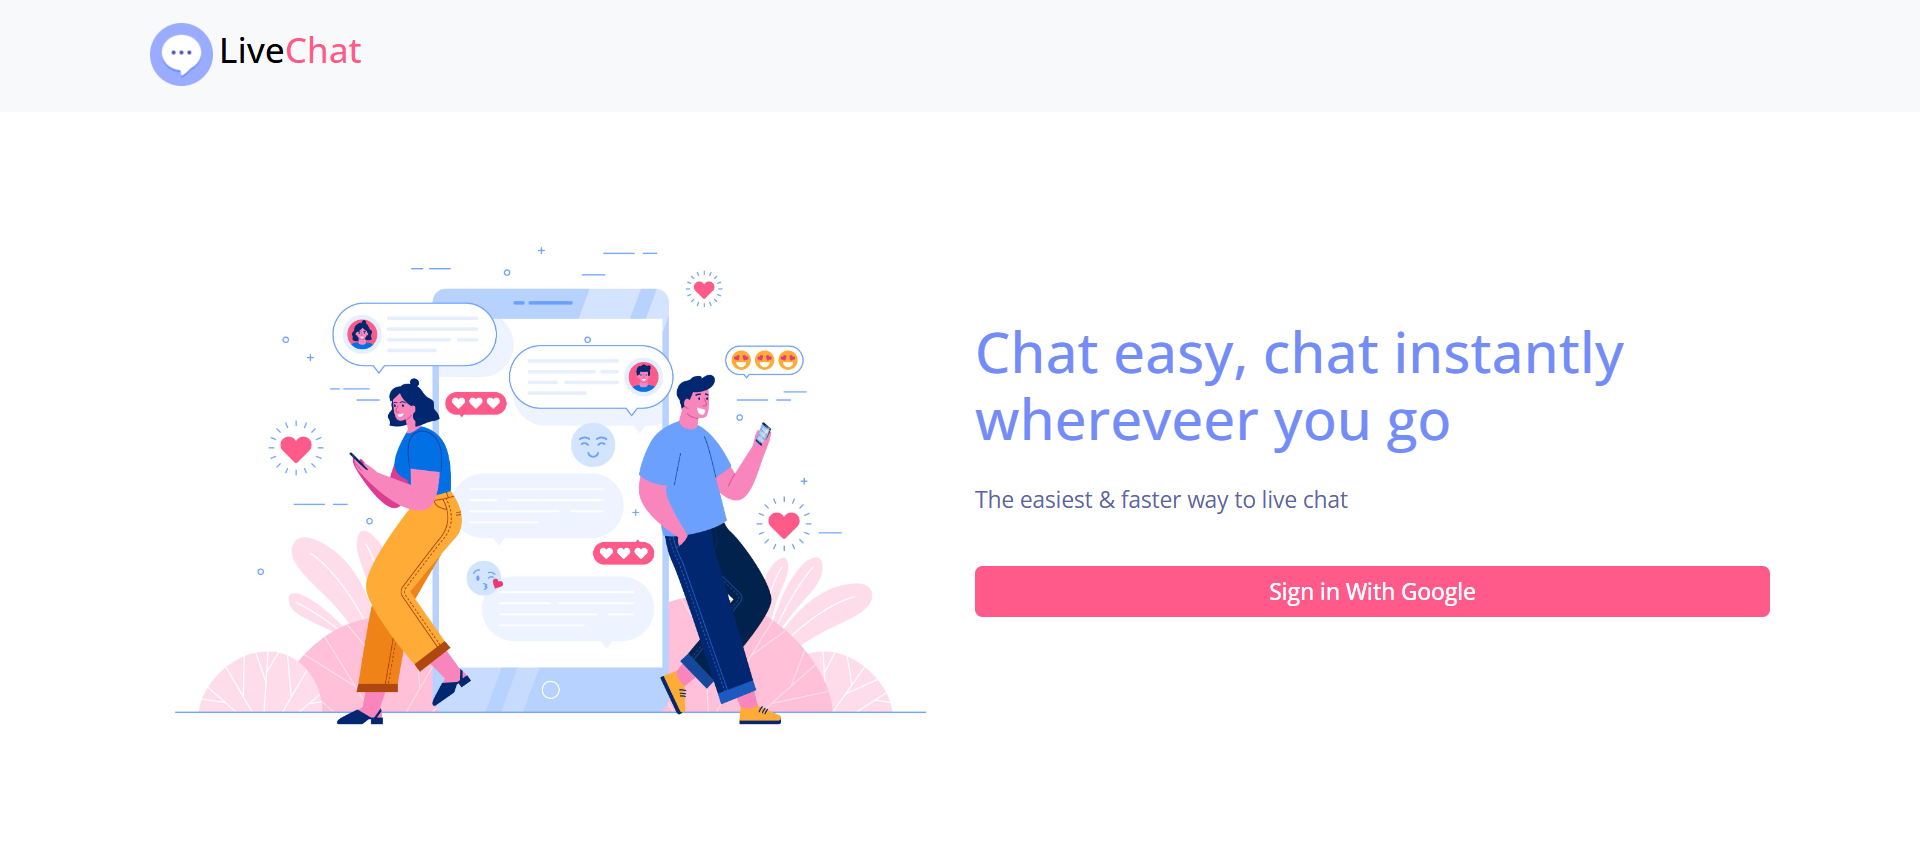 LiveChat
Chat easy, chat instantly
whereveer you go
The easiest & faster way to live chat
Sign in With Google